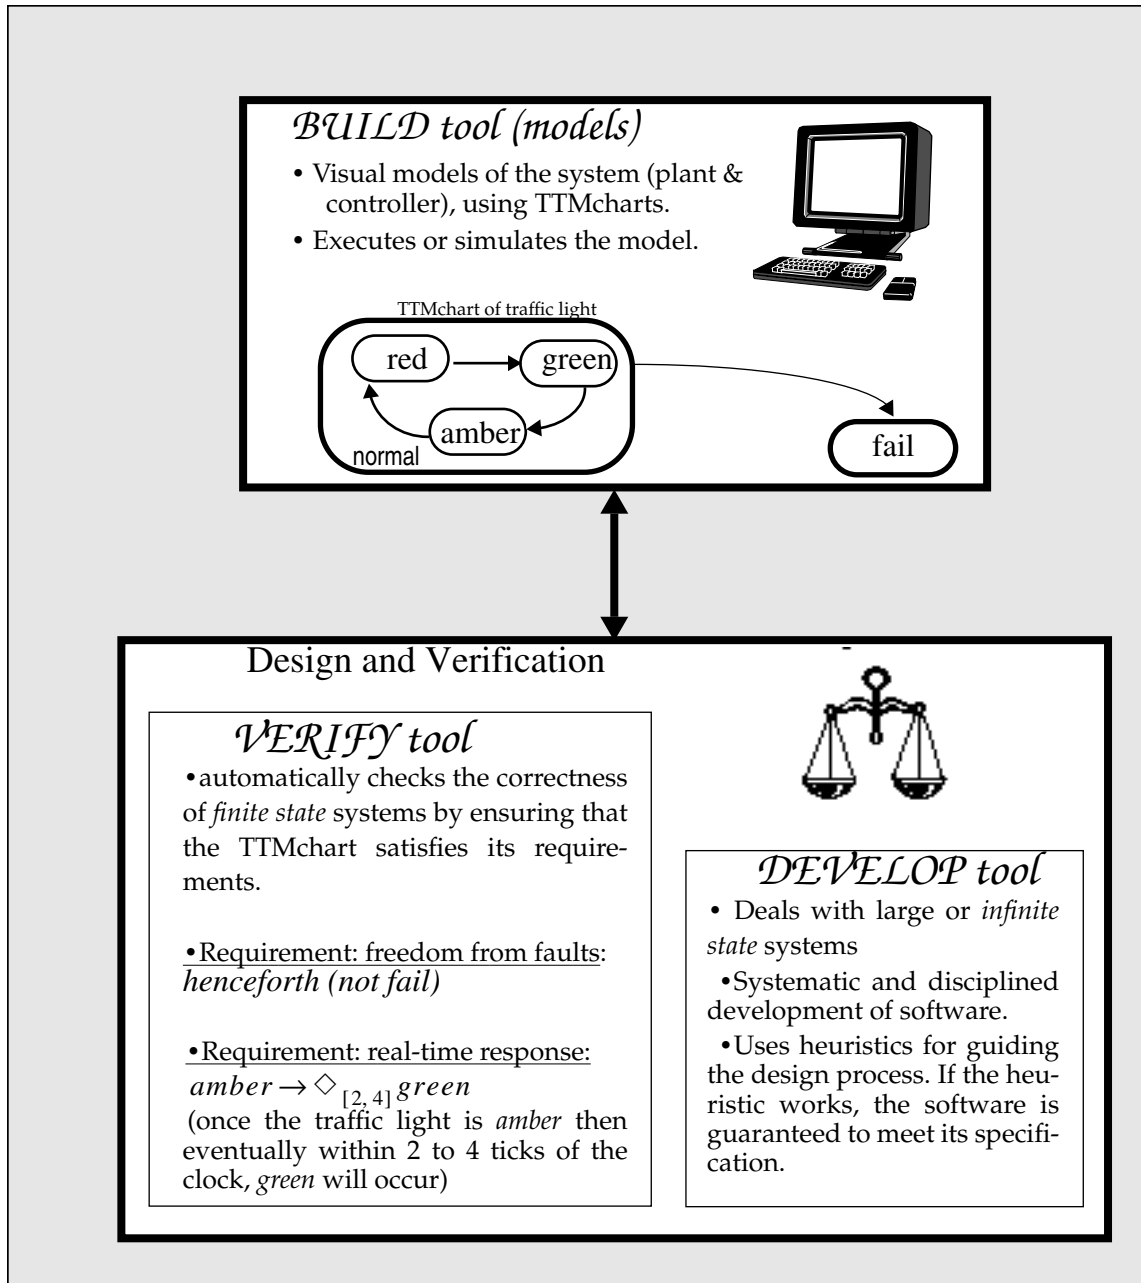 BUILD tool (models)
• Visual models of the system (plant &
controller), using TTMcharts.
• Executes or simulates the model.
TTMchart of traffic light
red
green
amber
normal
fail
Design and Verification
VERIFY tool
•automatically checks the correctness
of finite state systems by ensuring that
the TTMchart satisfies its require-
ments.
•Requirement: freedom from faults:
henceforth (not fail)
•Requirement: real-time response:
amber → ◇[2, 4] green
(once the traffic light is amber then
eventually within 2 to 4 ticks of the
clock, green will occur)
DEVELOP tool
• Deals with large or infinite
state systems
•Systematic and disciplined
development of software.
•Uses heuristics for guiding
the design process. If the heu-
ristic works, the software is
guaranteed to meet its specifi-
cation.